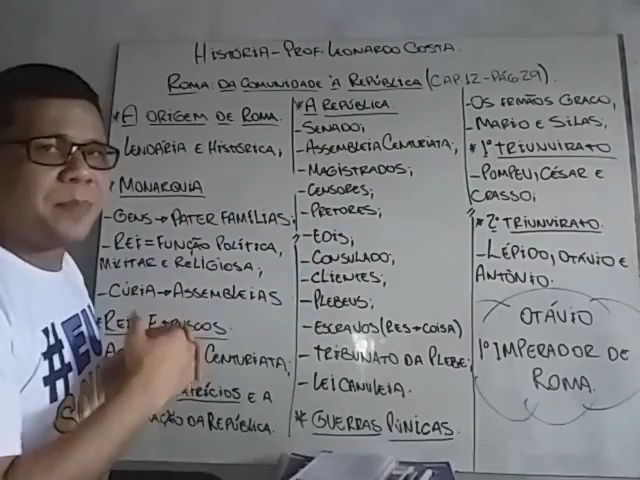 HISTÓRIA - PROF. LEONARDO COSTA.
ROMA: DA COMUNIDADE À REPÚBLICA (CAP 12 - PÁG 29).
* A ORIGEM DE ROMA.
LENDÁRIA E HISTÓRICA;
MONARQUIA
- GENS → PATER FAMÍLIAS;
- REI = FUNÇÃO POLÍTICA,
MILITAR E RELIGIOSA;
- CÚRIA → ASSEMBLEIAS
CENTURIATA;
E A
DA REPÚBLICA.
* A REPÚBLICA
- SENADO;
- ASSEMBLEIA CENTURIATA;
- MAGISTRADOS;
- CENSORES;
- PRETORES;
- EDIS;
- CONSULADO;
- CLIENTES;
- PLEBEUS;
- ESCRAVOS (RES → COISA)
- TRIBUNATO DA PLEBE;
- LEI CANULEIA.
* GUERRAS PÚNICAS.
- OS IRMÃOS GRACO;
- MARIO E SILAS;
* 1º TRIUNVIRATO
- POMPEU, CÉSAR E
CRASSO;
* 2º TRIUNVIRATO.
- LÉPIDO, OTÁVIO E
ANTÔNIO.
OTÁVIO
1º IMPERADOR DE
ROMA.
#EU